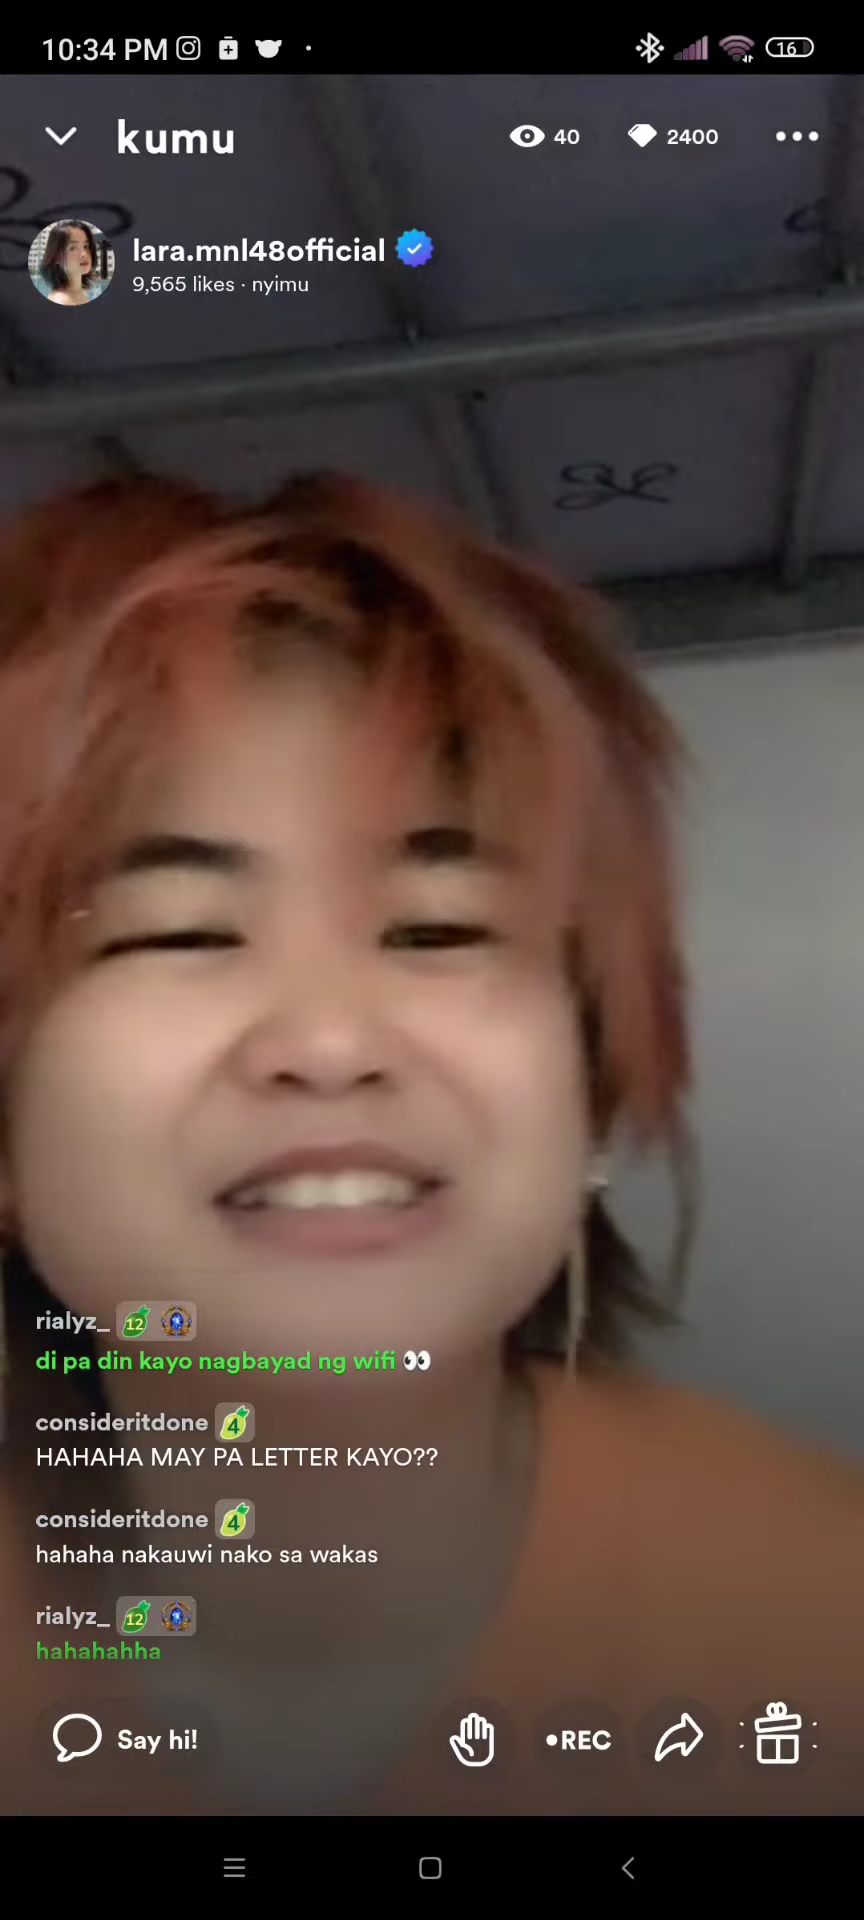 10:34 PM
16
kumu
40
2400
lara.mnl48official
9,565 likes · nyimu
rialyz_ 12
di pa din kayo nagbayad ng wifi 👀
consideritdone 4
HAHAHA MAY PA LETTER KAYO??
consideritdone 4
hahaha nakauwi nako sa wakas
rialyz_ 12
hahahahha
Say hi!
•REC